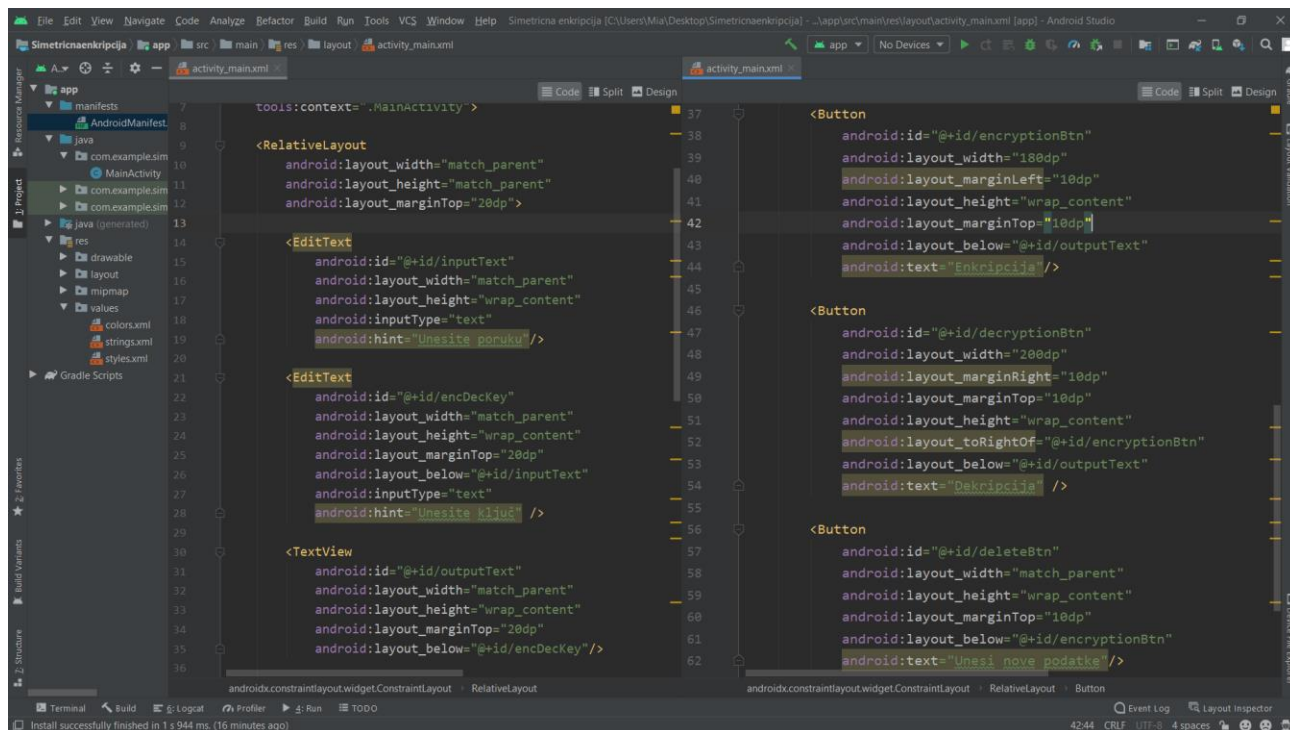 File Edit View Navigate Code Analyze Refactor Build Run Tools VCS Window Help Simetricna enkripcija [C:\Users\Mia\Desktop\Simetricnaenkripcija] - ...\app\src\main\res\layout\activity_main.xml [app] - Android Studio
Simetricnaenkripcija app src main res layout activity_main.xml app No Devices
A.. activity_main.xml
Code Split Design
app
manifests
AndroidManifest.
java
com.example.sim
MainActivity
com.example.sim
com.example.sim
java (generated)
res
drawable
layout
mipmap
values
colors.xml
strings.xml
styles.xml
Gradle Scripts
Resource Manager
1: Project
2: Favorites
Build Variants
Z: Structure
7 tools:context=".MainActivity">
8
9 <RelativeLayout
10 android:layout_width="match_parent"
11 android:layout_height="match_parent"
12 android:layout_marginTop="20dp">
13
14 <EditText
15 android:id="@+id/inputText"
16 android:layout_width="match_parent"
17 android:layout_height="wrap_content"
18 android:inputType="text"
19 android:hint="Unesite poruku"/>
20
21 <EditText
22 android:id="@+id/encDecKey"
23 android:layout_width="match_parent"
24 android:layout_height="wrap_content"
25 android:layout_marginTop="20dp"
26 android:layout_below="@+id/inputText"
27 android:inputType="text"
28 android:hint="Unesite ključ" />
29
30 <TextView
31 android:id="@+id/outputText"
32 android:layout_width="match_parent"
33 android:layout_height="wrap_content"
34 android:layout_marginTop="20dp"
35 android:layout_below="@+id/encDecKey"/>
36
androidx.constraintlayout.widget.ConstraintLayout RelativeLayout
activity_main.xml
Code Split Design
37 <Button
38 android:id="@+id/encryptionBtn"
39 android:layout_width="180dp"
40 android:layout_marginLeft="10dp"
41 android:layout_height="wrap_content"
42 android:layout_marginTop="10dp"
43 android:layout_below="@+id/outputText"
44 android:text="Enkripcija"/>
45
46 <Button
47 android:id="@+id/decryptionBtn"
48 android:layout_width="200dp"
49 android:layout_marginRight="10dp"
50 android:layout_marginTop="10dp"
51 android:layout_height="wrap_content"
52 android:layout_toRightOf="@+id/encryptionBtn"
53 android:layout_below="@+id/outputText"
54 android:text="Dekripcija" />
55
56 <Button
57 android:id="@+id/deleteBtn"
58 android:layout_width="match_parent"
59 android:layout_height="wrap_content"
60 android:layout_marginTop="10dp"
61 android:layout_below="@+id/encryptionBtn"
62 android:text="Unesi nove podatke"/>
androidx.constraintlayout.widget.ConstraintLayout RelativeLayout Button
Terminal Build 6: Logcat Profiler 4: Run TODO Event Log Layout Inspector
Install successfully finished in 1 s 944 ms. (16 minutes ago) 42:44 CRLF UTF-8 4 spaces